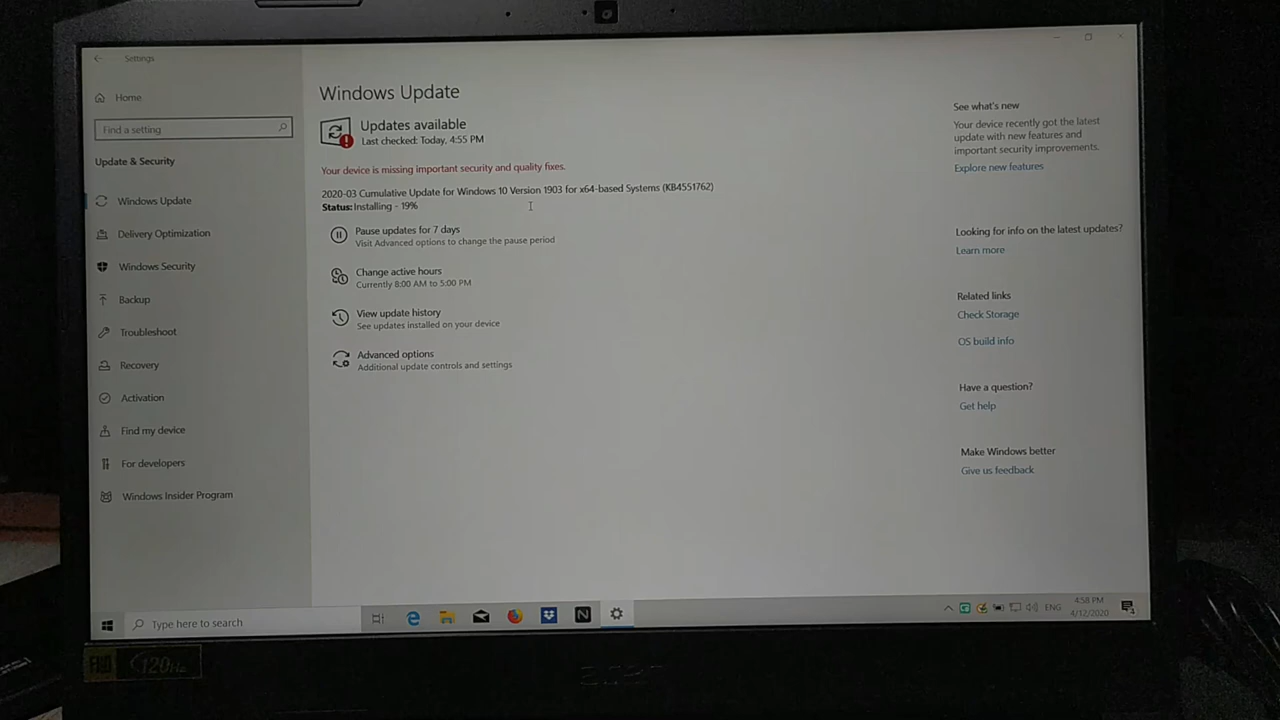 Settings
Home
Find a setting
Update & Security
Windows Update
Delivery Optimization
Windows Security
Backup
Troubleshoot
Recovery
Activation
Find my device
For developers
Windows Insider Program
Windows Update
Updates available
Last checked: Today, 4:55 PM
Your device is missing important security and quality fixes.
2020-03 Cumulative Update for Windows 10 Version 1903 for x64-based Systems (KB4551762)
Status: Installing - 19%
Pause updates for 7 days
Visit Advanced options to change the pause period
Change active hours
Currently 8:00 AM to 5:00 PM
View update history
See updates installed on your device
Advanced options
Additional update controls and settings
See what's new
Your device recently got the latest
update with new features and
important security improvements.
Explore new features
Looking for info on the latest updates?
Learn more
Related links
Check Storage
OS build info
Have a question?
Get help
Make Windows better
Give us feedback
Type here to search
ENG
4:58 PM
4/12/2020
120Hz
acer